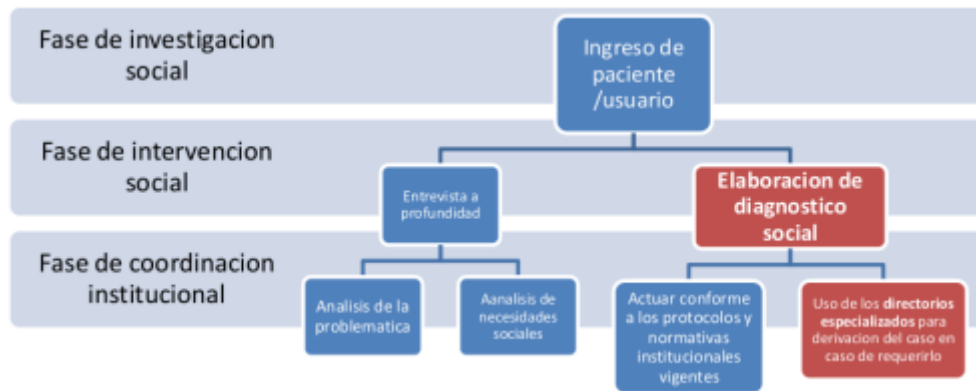 Fase de investigacion
social
Ingreso de
paciente
/usuario
Fase de intervencion
social
Entrevista a
profundidad
Elaboracion de
diagnostico
social
Fase de coordinacion
institucional
Analisis de la
problematica
Aanalisis de
necesidades
sociales
Actuar conforme
a los protocolos y
normativas
institucionales
vigentes
Uso de los directorios
especializados para
derivacion del caso en
caso de requerirlo